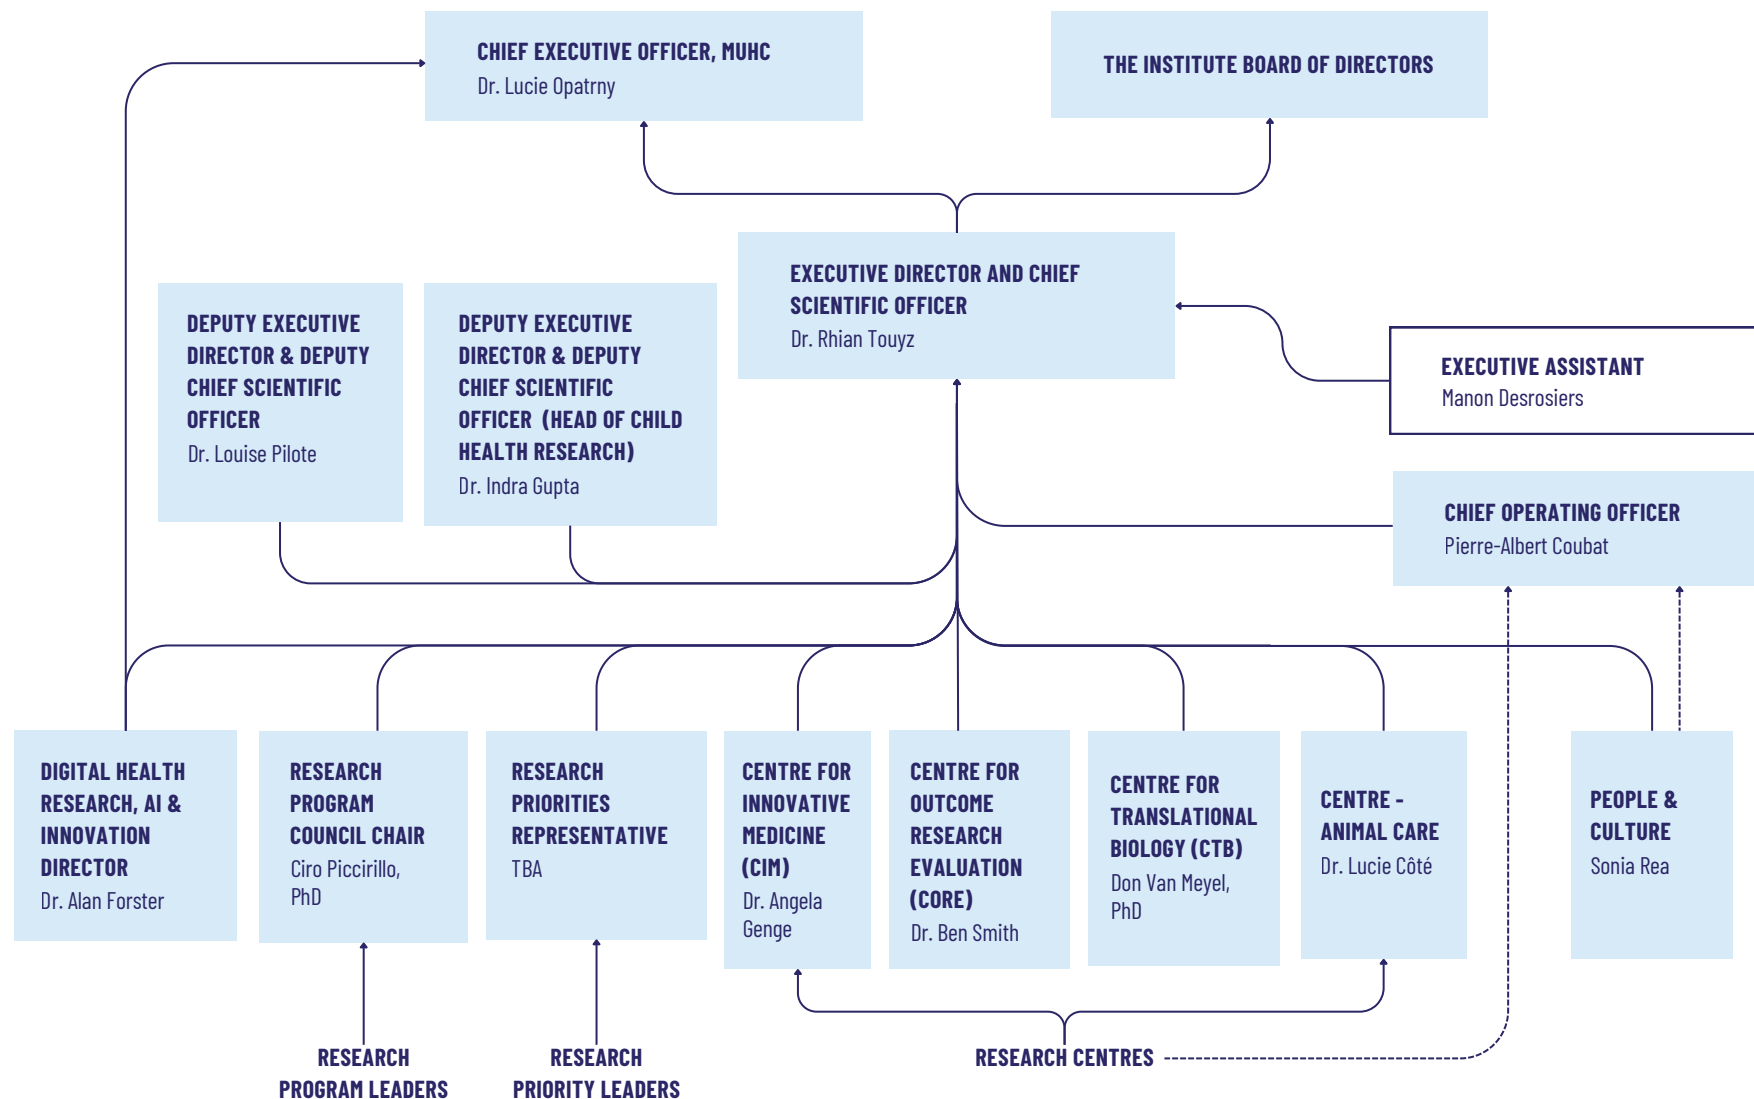 CHIEF EXECUTIVE OFFICER, MUHC
Dr. Lucie Opatrny
THE INSTITUTE BOARD OF DIRECTORS
EXECUTIVE DIRECTOR AND CHIEF
SCIENTIFIC OFFICER
Dr. Rhian Touyz
DEPUTY EXECUTIVE
DIRECTOR & DEPUTY
CHIEF SCIENTIFIC
OFFICER
Dr. Louise Pilote
DEPUTY EXECUTIVE
DIRECTOR & DEPUTY
CHIEF SCIENTIFIC
OFFICER (HEAD OF CHILD
HEALTH RESEARCH)
Dr. Indra Gupta
EXECUTIVE ASSISTANT
Manon Desrosiers
CHIEF OPERATING OFFICER
Pierre-Albert Coubat
DIGITAL HEALTH
RESEARCH, AI &
INNOVATION
DIRECTOR
Dr. Alan Forster
RESEARCH
PROGRAM
COUNCIL CHAIR
Ciro Piccirillo,
PhD
RESEARCH
PRIORITIES
REPRESENTATIVE
TBA
CENTRE FOR
INNOVATIVE
MEDICINE
(CIM)
Dr. Angela
Genge
CENTRE FOR
OUTCOME
RESEARCH
EVALUATION
(CORE)
Dr. Ben Smith
CENTRE FOR
TRANSLATIONAL
BIOLOGY (CTB)
Don Van Meyel,
PhD
CENTRE -
ANIMAL CARE
Dr. Lucie Côté
PEOPLE &
CULTURE
Sonia Rea
RESEARCH
PROGRAM LEADERS
RESEARCH
PRIORITY LEADERS
RESEARCH CENTRES